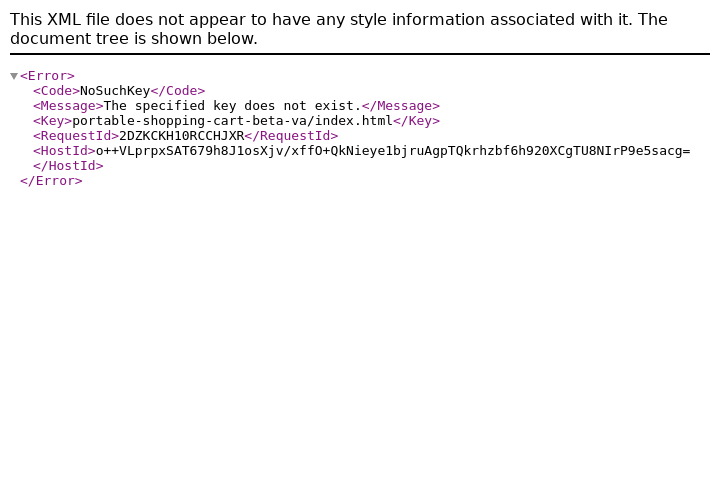 This XML file does not appear to have any style information associated with it. The
document tree is shown below.
<Error>
<Code>NoSuchKey</Code>
<Message>The specified key does not exist.</Message>
<Key>portable-shopping-cart-beta-va/index.html</Key>
<RequestId>2DZKCKH10RCCHJXR</RequestId>
<HostId>o++VLprpxSAT679h8J1osXjv/xffO+QkNieye1bjruAgpTQkrhzbf6h920XCgTU8NIrP9e5sacg=
</HostId>
</Error>